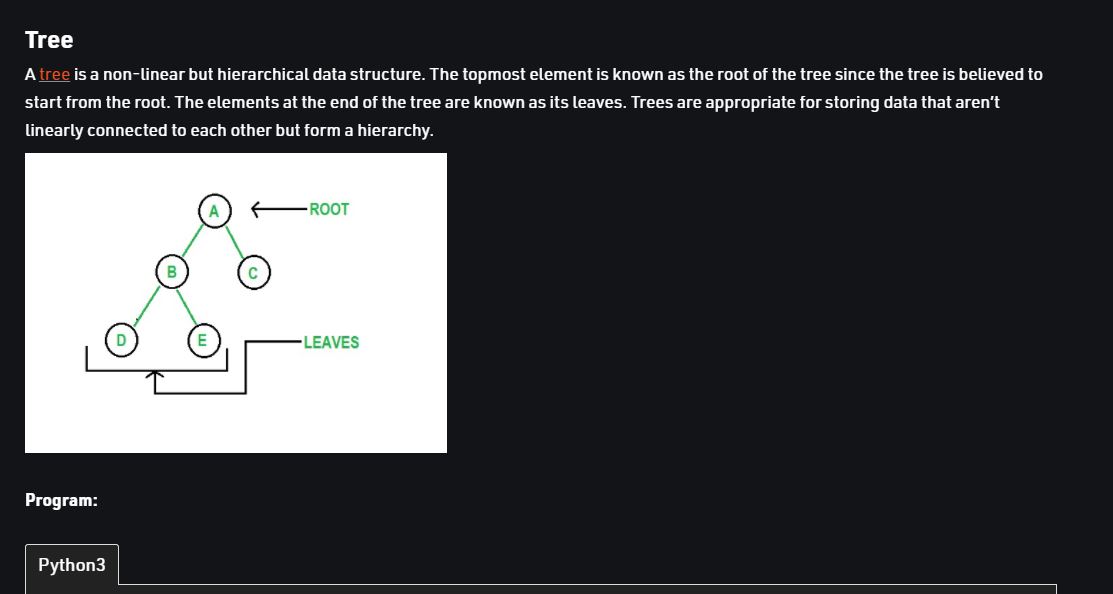 Tree
A tree is a non-linear but hierarchical data structure. The topmost element is known as the root of the tree since the tree is believed to
start from the root. The elements at the end of the tree are known as its leaves. Trees are appropriate for storing data that aren't
linearly connected to each other but form a hierarchy.
A
ROOT
B
C
D
E
LEAVES
Program:
Python3